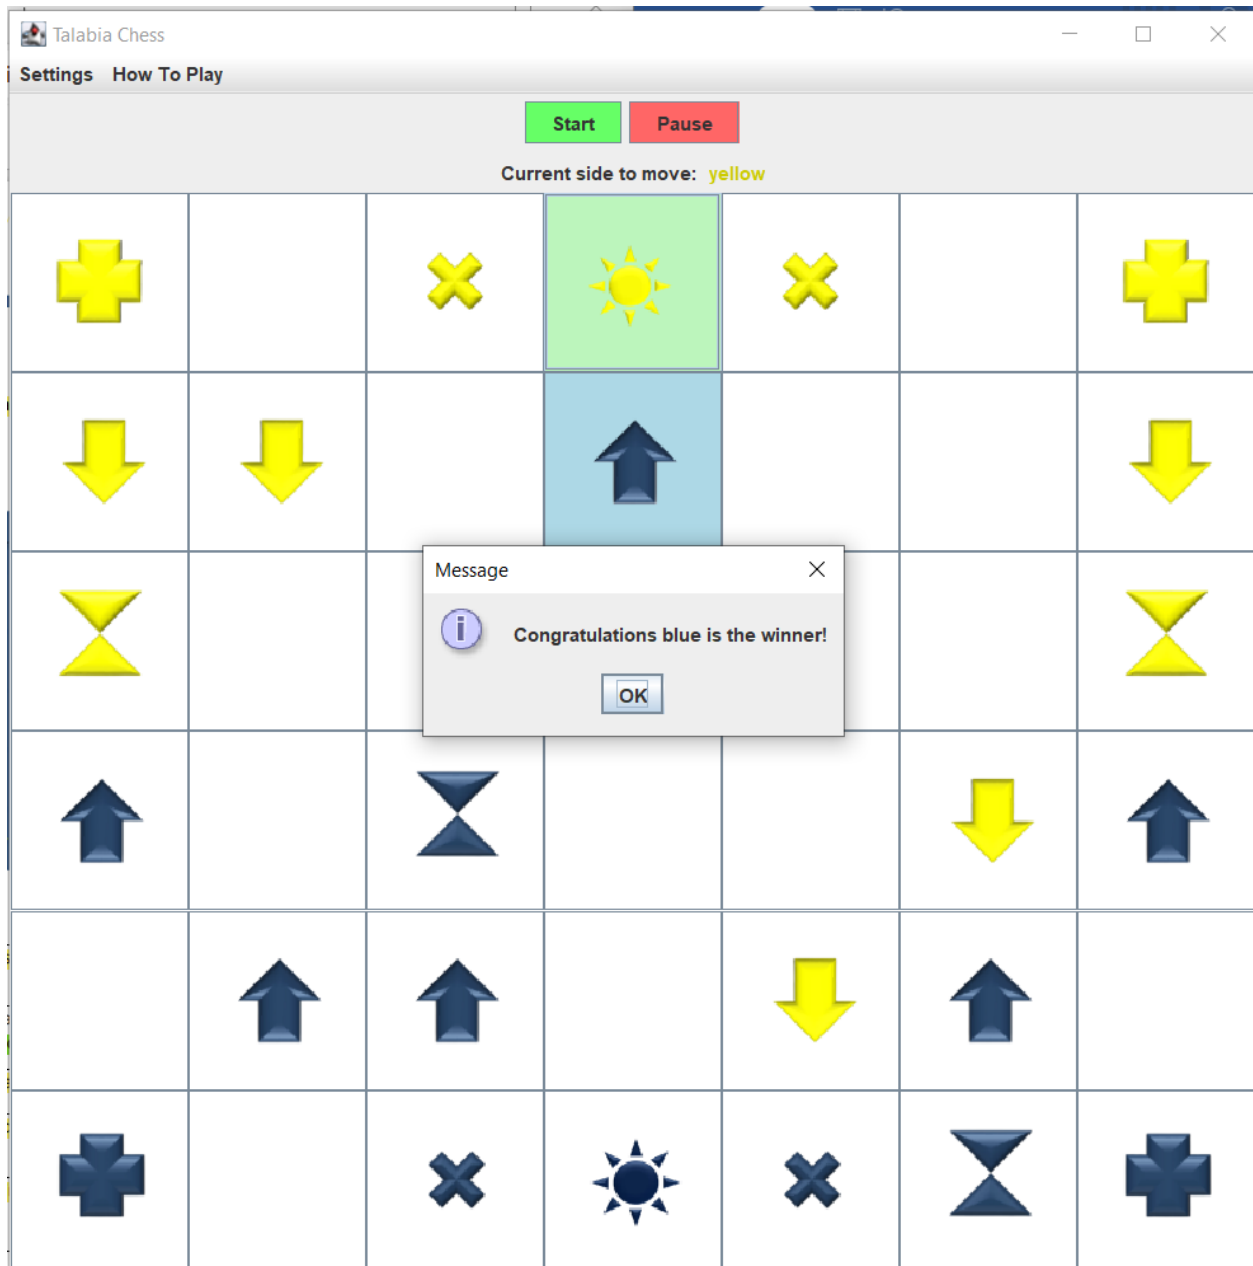 Talabia Chess
Settings How To Play
Start Pause
Current side to move: yellow
Message
Congratulations blue is the winner!
OK